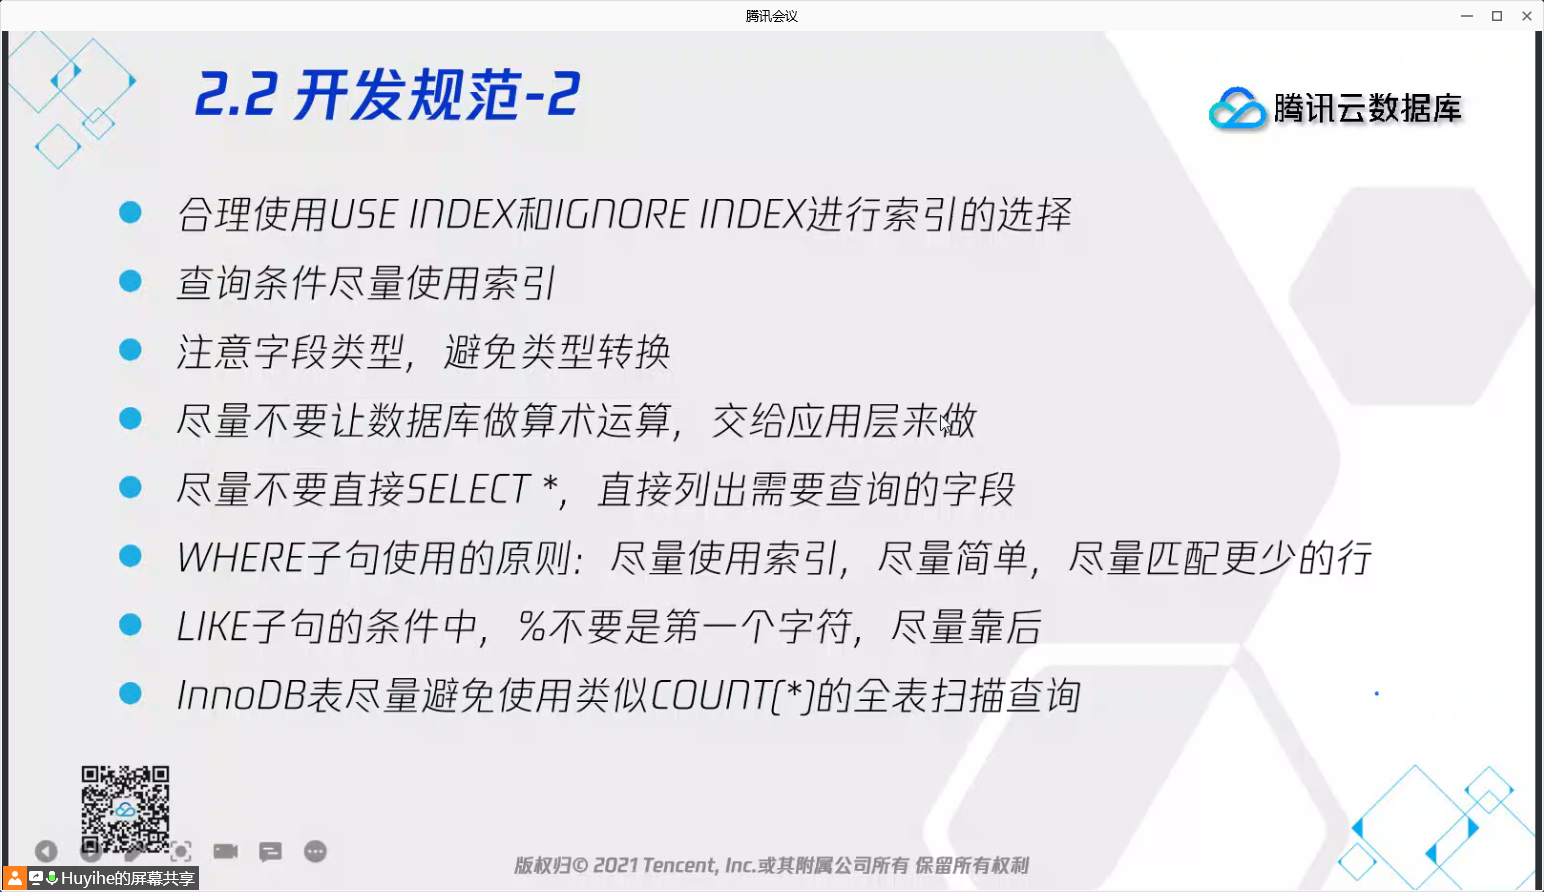 腾讯会议
2.2 开发规范-2
腾讯云数据库
合理使用USE INDEX和IGNORE INDEX进行索引的选择
查询条件尽量使用索引
注意字段类型，避免类型转换
尽量不要让数据库做算术运算，交给应用层来做
尽量不要直接SELECT *，直接列出需要查询的字段
WHERE子句使用的原则：尽量使用索引，尽量简单，尽量匹配更少的行
LIKE子句的条件中，%不要是第一个字符，尽量靠后
InnoDB表尽量避免使用类似COUNT(*)的全表扫描查询
版权归© 2021 Tencent, Inc.或其附属公司所有 保留所有权利
Huyihe的屏幕共享